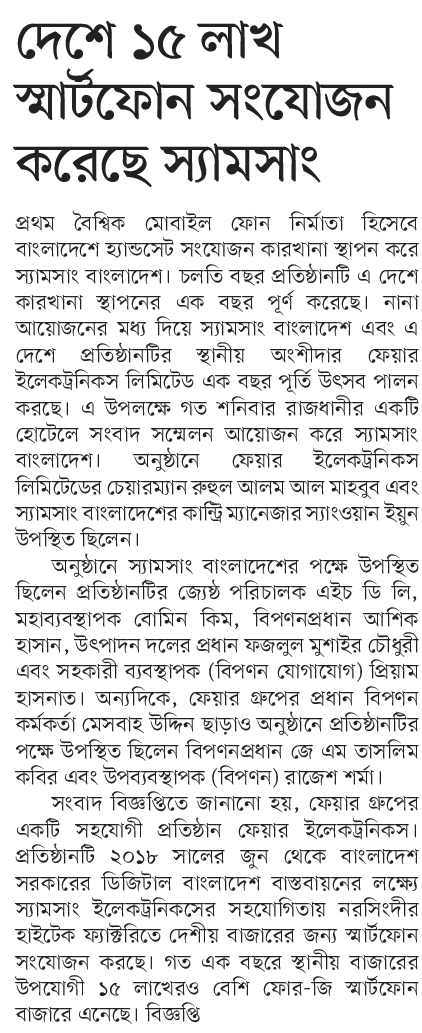 দেশে ১৫ লাখ
স্মার্টফোন সংযোজন
করেছে স্যামসাং
প্রথম বৈশ্বিক মোবাইল ফোন নির্মাতা হিসেবে
বাংলাদেশে হ্যান্ডসেট সংযোজন কারখানা স্থাপন করে
স্যামসাং বাংলাদেশ। চলতি বছর প্রতিষ্ঠানটি এ দেশে
কারখানা স্থাপনের এক বছর পূর্ণ করেছে। নানা
আয়োজনের মধ্য দিয়ে স্যামসাং বাংলাদেশ এবং এ
দেশে প্রতিষ্ঠানটির স্থানীয় অংশীদার ফেয়ার
ইলেকট্রনিকস লিমিটেড এক বছর পূর্তি উৎসব পালন
করছে। এ উপলক্ষে গত শনিবার রাজধানীর একটি
হোটেলে সংবাদ সম্মেলন আয়োজন করে স্যামসাং
বাংলাদেশ। অনুষ্ঠানে ফেয়ার ইলেকট্রনিকস
লিমিটেডের চেয়ারম্যান রুহুল আলম আল মাহবুব এবং
স্যামসাং বাংলাদেশের কান্ট্রি ম্যানেজার স্যাংওয়ান ইয়ুন
উপস্থিত ছিলেন।
অনুষ্ঠানে স্যামসাং বাংলাদেশের পক্ষে উপস্থিত
ছিলেন প্রতিষ্ঠানটির জ্যেষ্ঠ পরিচালক এইচ ডি লি,
মহাব্যবস্থাপক বোমিন কিম, বিপণনপ্রধান আশিক
হাসান, উৎপাদন দলের প্রধান ফজলুল মুশাইর চৌধুরী
এবং সহকারী ব্যবস্থাপক (বিপণন যোগাযোগ) প্রিয়াম
হাসনাত। অন্যদিকে, ফেয়ার গ্রুপের প্রধান বিপণন
কর্মকর্তা মেসবাহ উদ্দিন ছাড়াও অনুষ্ঠানে প্রতিষ্ঠানটির
পক্ষে উপস্থিত ছিলেন বিপণনপ্রধান জে এম তাসলিম
কবির এবং উপব্যবস্থাপক (বিপণন) রাজেশ শর্মা।
সংবাদ বিজ্ঞপ্তিতে জানানো হয়, ফেয়ার গ্রুপের
একটি সহযোগী প্রতিষ্ঠান ফেয়ার ইলেকট্রনিকস।
প্রতিষ্ঠানটি ২০১৮ সালের জুন থেকে বাংলাদেশ
সরকারের ডিজিটাল বাংলাদেশ বাস্তবায়নের লক্ষ্যে
স্যামসাং ইলেকট্রনিকসের সহযোগিতায় নরসিংদীর
হাইটেক ফ্যাক্টরিতে দেশীয় বাজারের জন্য স্মার্টফোন
সংযোজন করছে। গত এক বছরে স্থানীয় বাজারের
উপযোগী ১৫ লাখেরও বেশি ফোর-জি স্মার্টফোন
বাজারে এনেছে। বিজ্ঞপ্তি